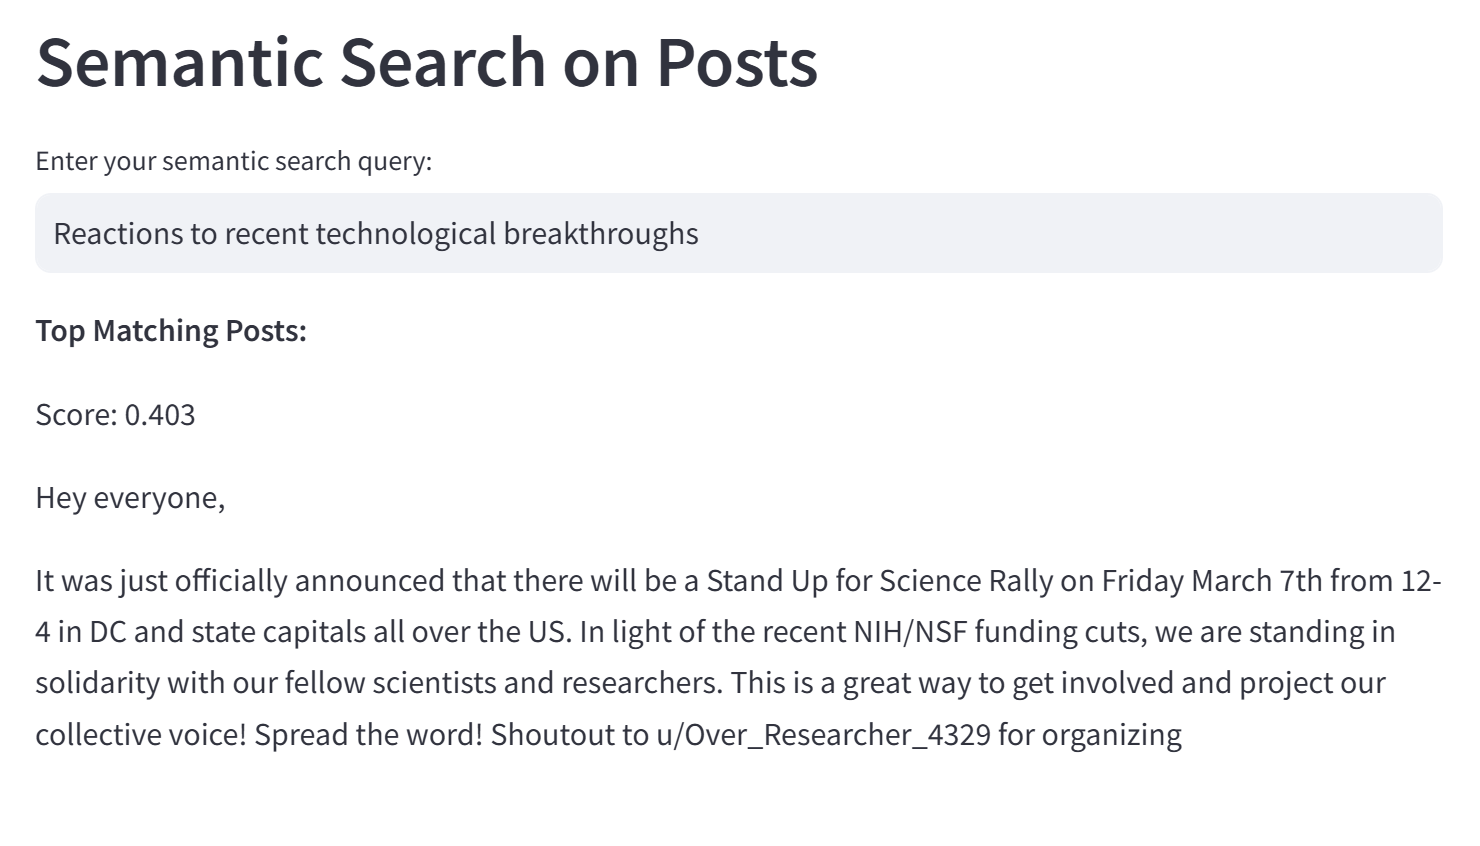 Semantic Search on Posts
Enter your semantic search query:
Reactions to recent technological breakthroughs
Top Matching Posts:
Score: 0.403
Hey everyone,
It was just officially announced that there will be a Stand Up for Science Rally on Friday March 7th from 12-
4 in DC and state capitals all over the US. In light of the recent NIH/NSF funding cuts, we are standing in
solidarity with our fellow scientists and researchers. This is a great way to get involved and project our
collective voice! Spread the word! Shoutout to u/Over_Researcher_4329 for organizing